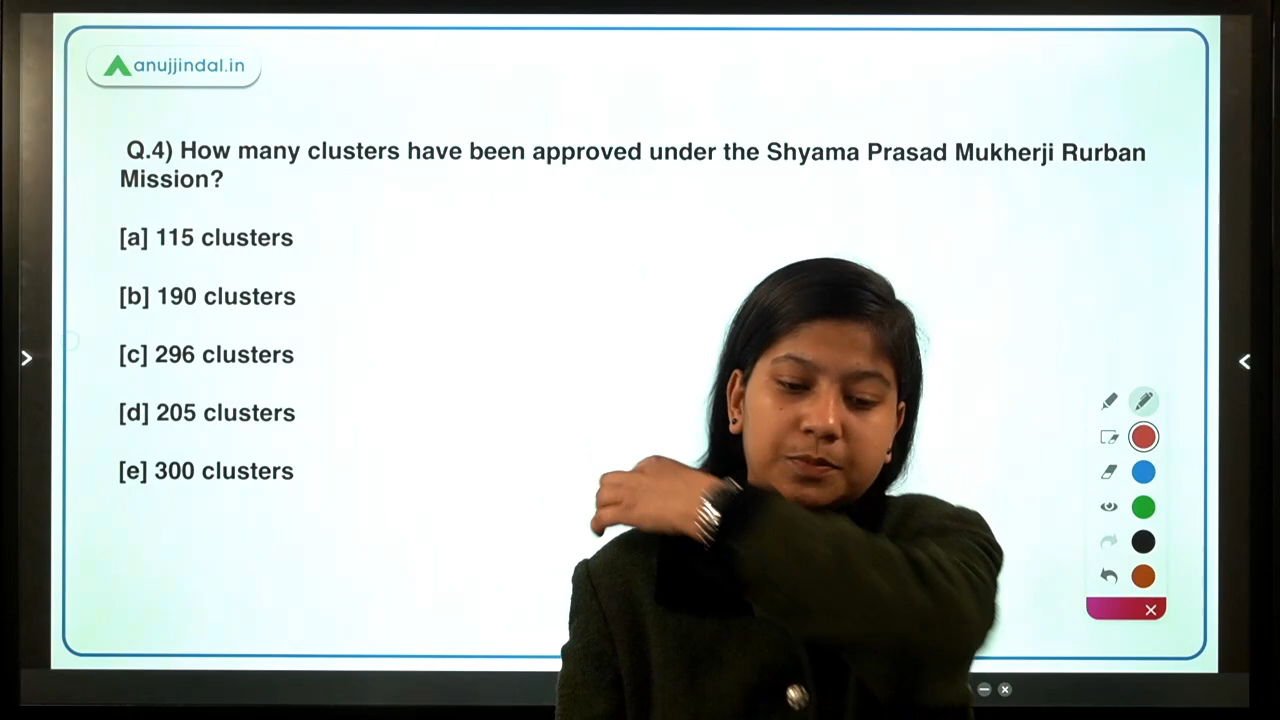 anujjindal.in
Q.4) How many clusters have been approved under the Shyama Prasad Mukherji Rurban
Mission?
[a] 115 clusters
[b] 190 clusters
[c] 296 clusters
[d] 205 clusters
[e] 300 clusters